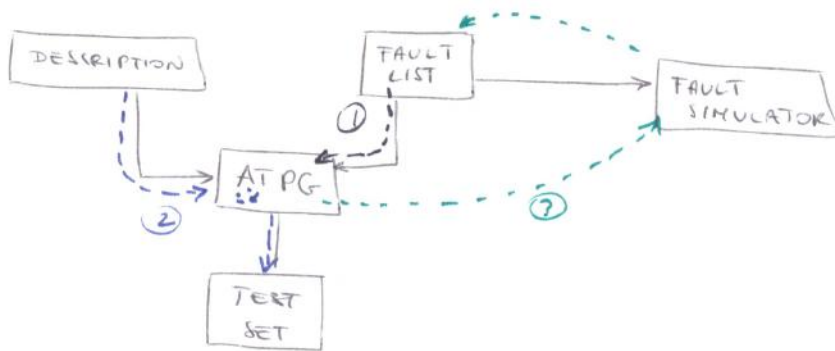 DESCRIPTION
FAULT
LIST
FAULT
SIMULATOR
1
ATPG
2
3
TEST
SET